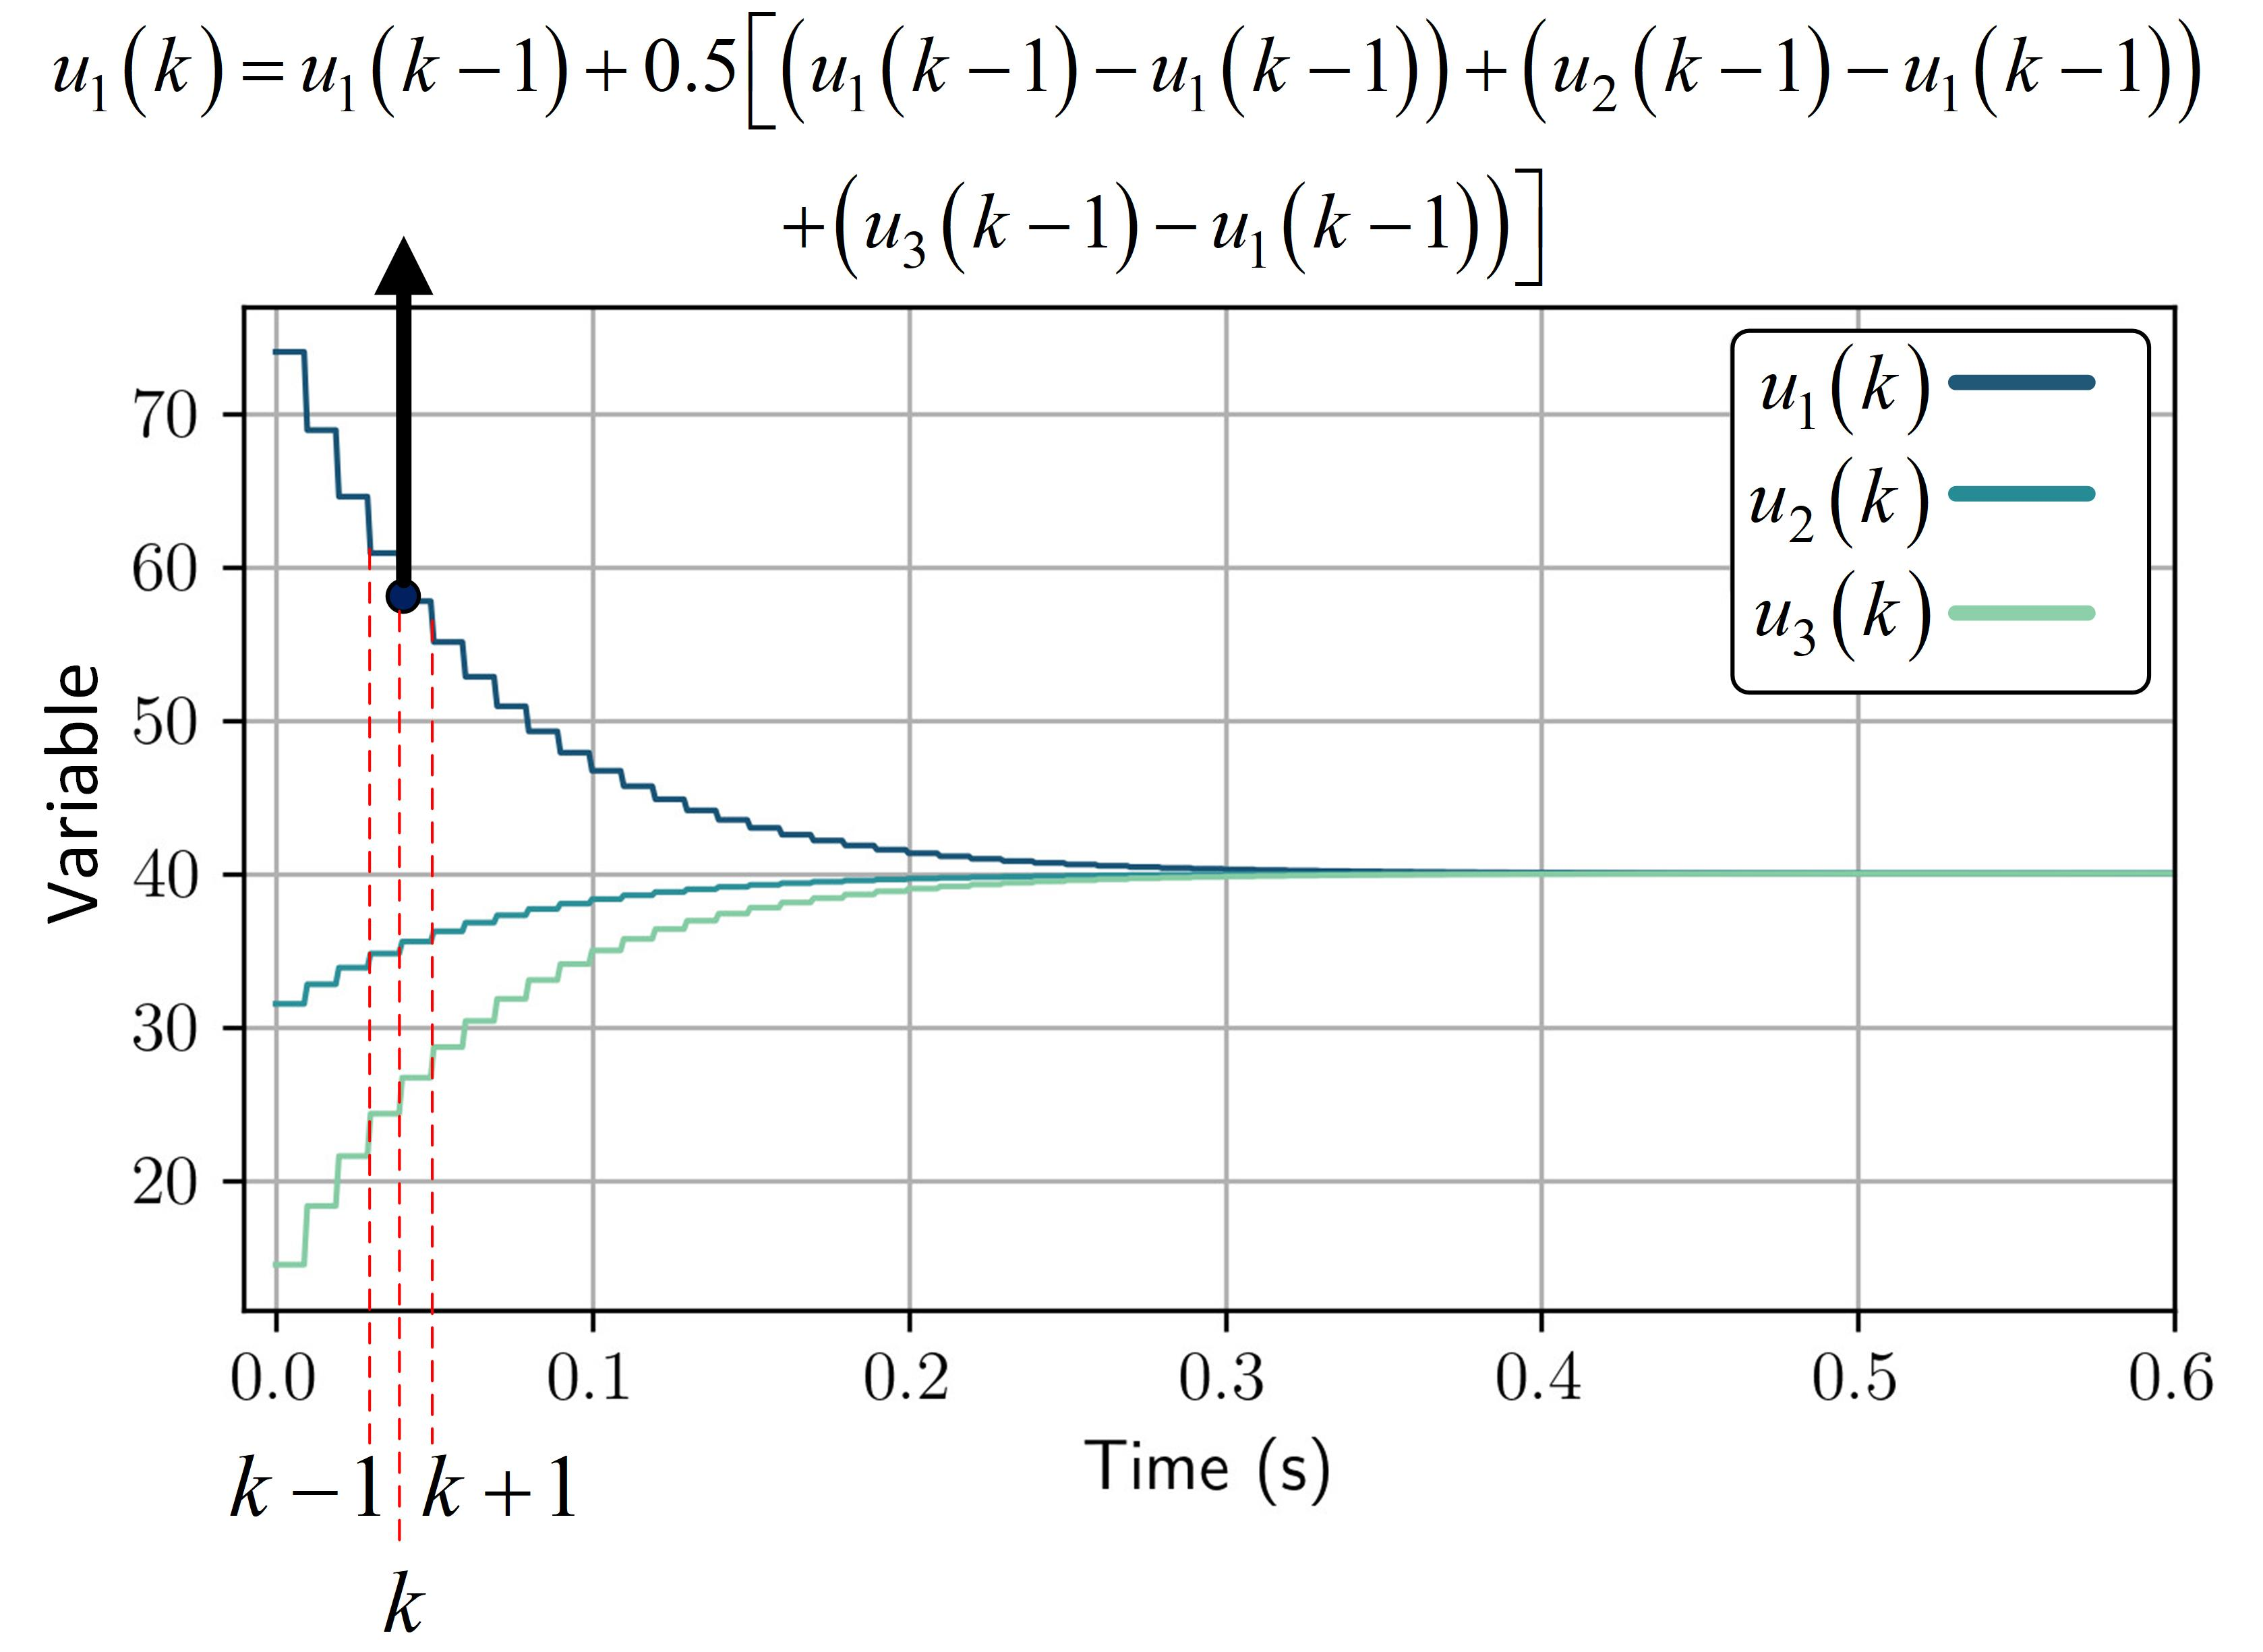 u₁(k) = u₁(k−1) + 0.5[(u₁(k−1) − u₁(k−1)) + (u₂(k−1) − u₁(k−1))
+(u₃(k−1) − u₁(k−1))]
u₁(k)
u₂(k)
u₃(k)
Variable
70
60
50
40
30
20
0.0 0.1 0.2 0.3 0.4 0.5 0.6
Time (s)
k−1 k+1
k